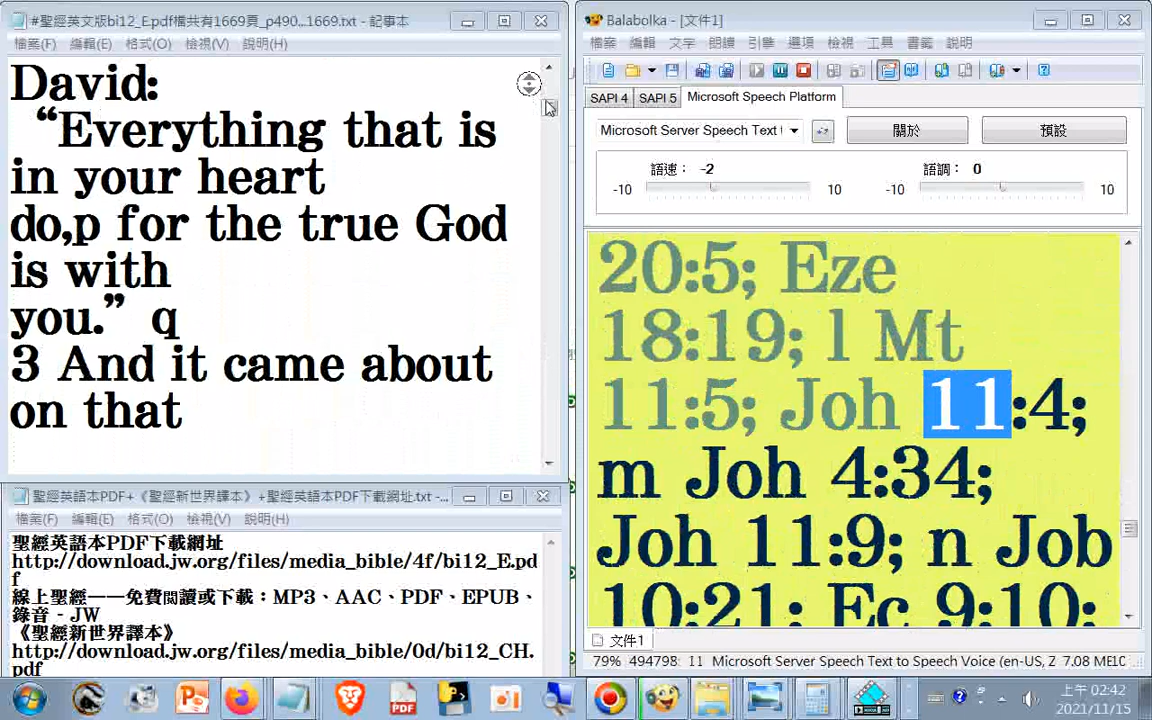 #聖經英文版bi12_E.pdf檔共有1669頁_p490...1669.txt - 記事本
檔案(F) 編輯(E) 格式(O) 檢視(V) 說明(H)
David:
“Everything that is
in your heart
do,p for the true God
is with
you.” q
3 And it came about
on that
聖經英語本PDF+《聖經新世界譯本》+聖經英語本PDF下載網址.txt - ...
檔案(F) 編輯(E) 格式(O) 檢視(V) 說明(H)
聖經英語本PDF下載網址
http://download.jw.org/files/media_bible/4f/bi12_E.pd
f
線上聖經——免費閱讀或下載：MP3、AAC、PDF、EPUB、
錄音 - JW
《聖經新世界譯本》
http://download.jw.org/files/media_bible/0d/bi12_CH.
pdf
Balabolka - [文件1]
檔案 編輯 文字 朗讀 引擎 選項 檢視 工具 書籤 說明
SAPI 4 SAPI 5 Microsoft Speech Platform
Microsoft Server Speech Text 關於 預設
語速： -2 語調： 0
-10 10 -10 10
20:5; Eze
18:19; l Mt
11:5; Joh 11:4;
m Joh 4:34;
Joh 11:9; n Job
10:21; Ec 9:10;
文件1
79% 494798: 11 Microsoft Server Speech Text to Speech Voice (en-US, Z 7.08 МБ
上午 02:42
2021/11/15